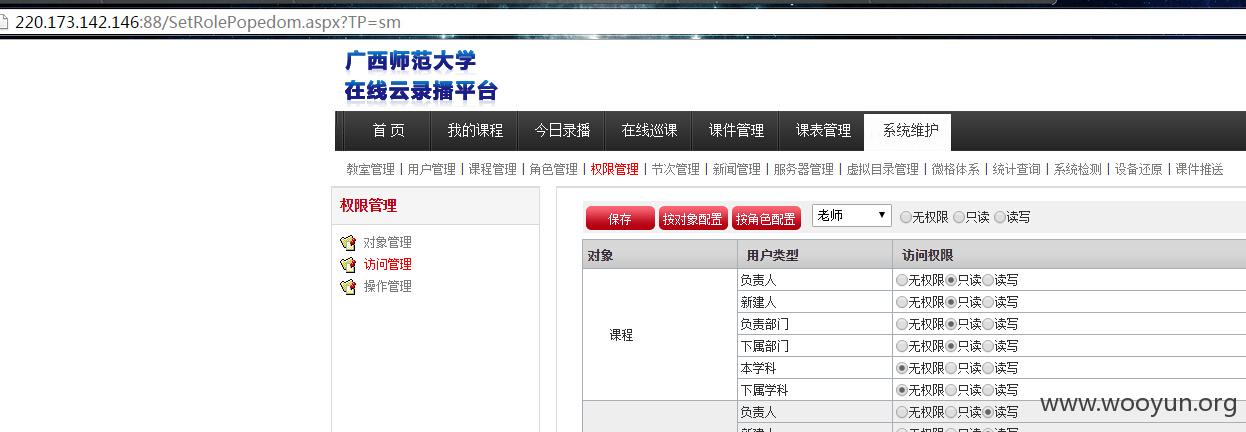 220.173.142.146:88/SetRolePopedom.aspx?TP=sm
广西师范大学
在线云录播平台
首 页 我的课程 今日录播 在线巡课 课件管理 课表管理 系统维护
教室管理 | 用户管理 | 课程管理 | 角色管理 | 权限管理 | 节次管理 | 新闻管理 | 服务器管理 | 虚拟目录管理 | 微格体系 | 统计查询 | 系统检测 | 设备还原 | 课件推送
权限管理
对象管理
访问管理
操作管理
保存 按对象配置 按角色配置 老师 无权限 只读 读写
对象 用户类型 访问权限
课程
负责人 无权限 只读 读写
新建人 无权限 只读 读写
负责部门 无权限 只读 读写
下属部门 无权限 只读 读写
本学科 无权限 只读 读写
下属学科 无权限 只读 读写
负责人 无权限 只读 读写
www.wooyun.org